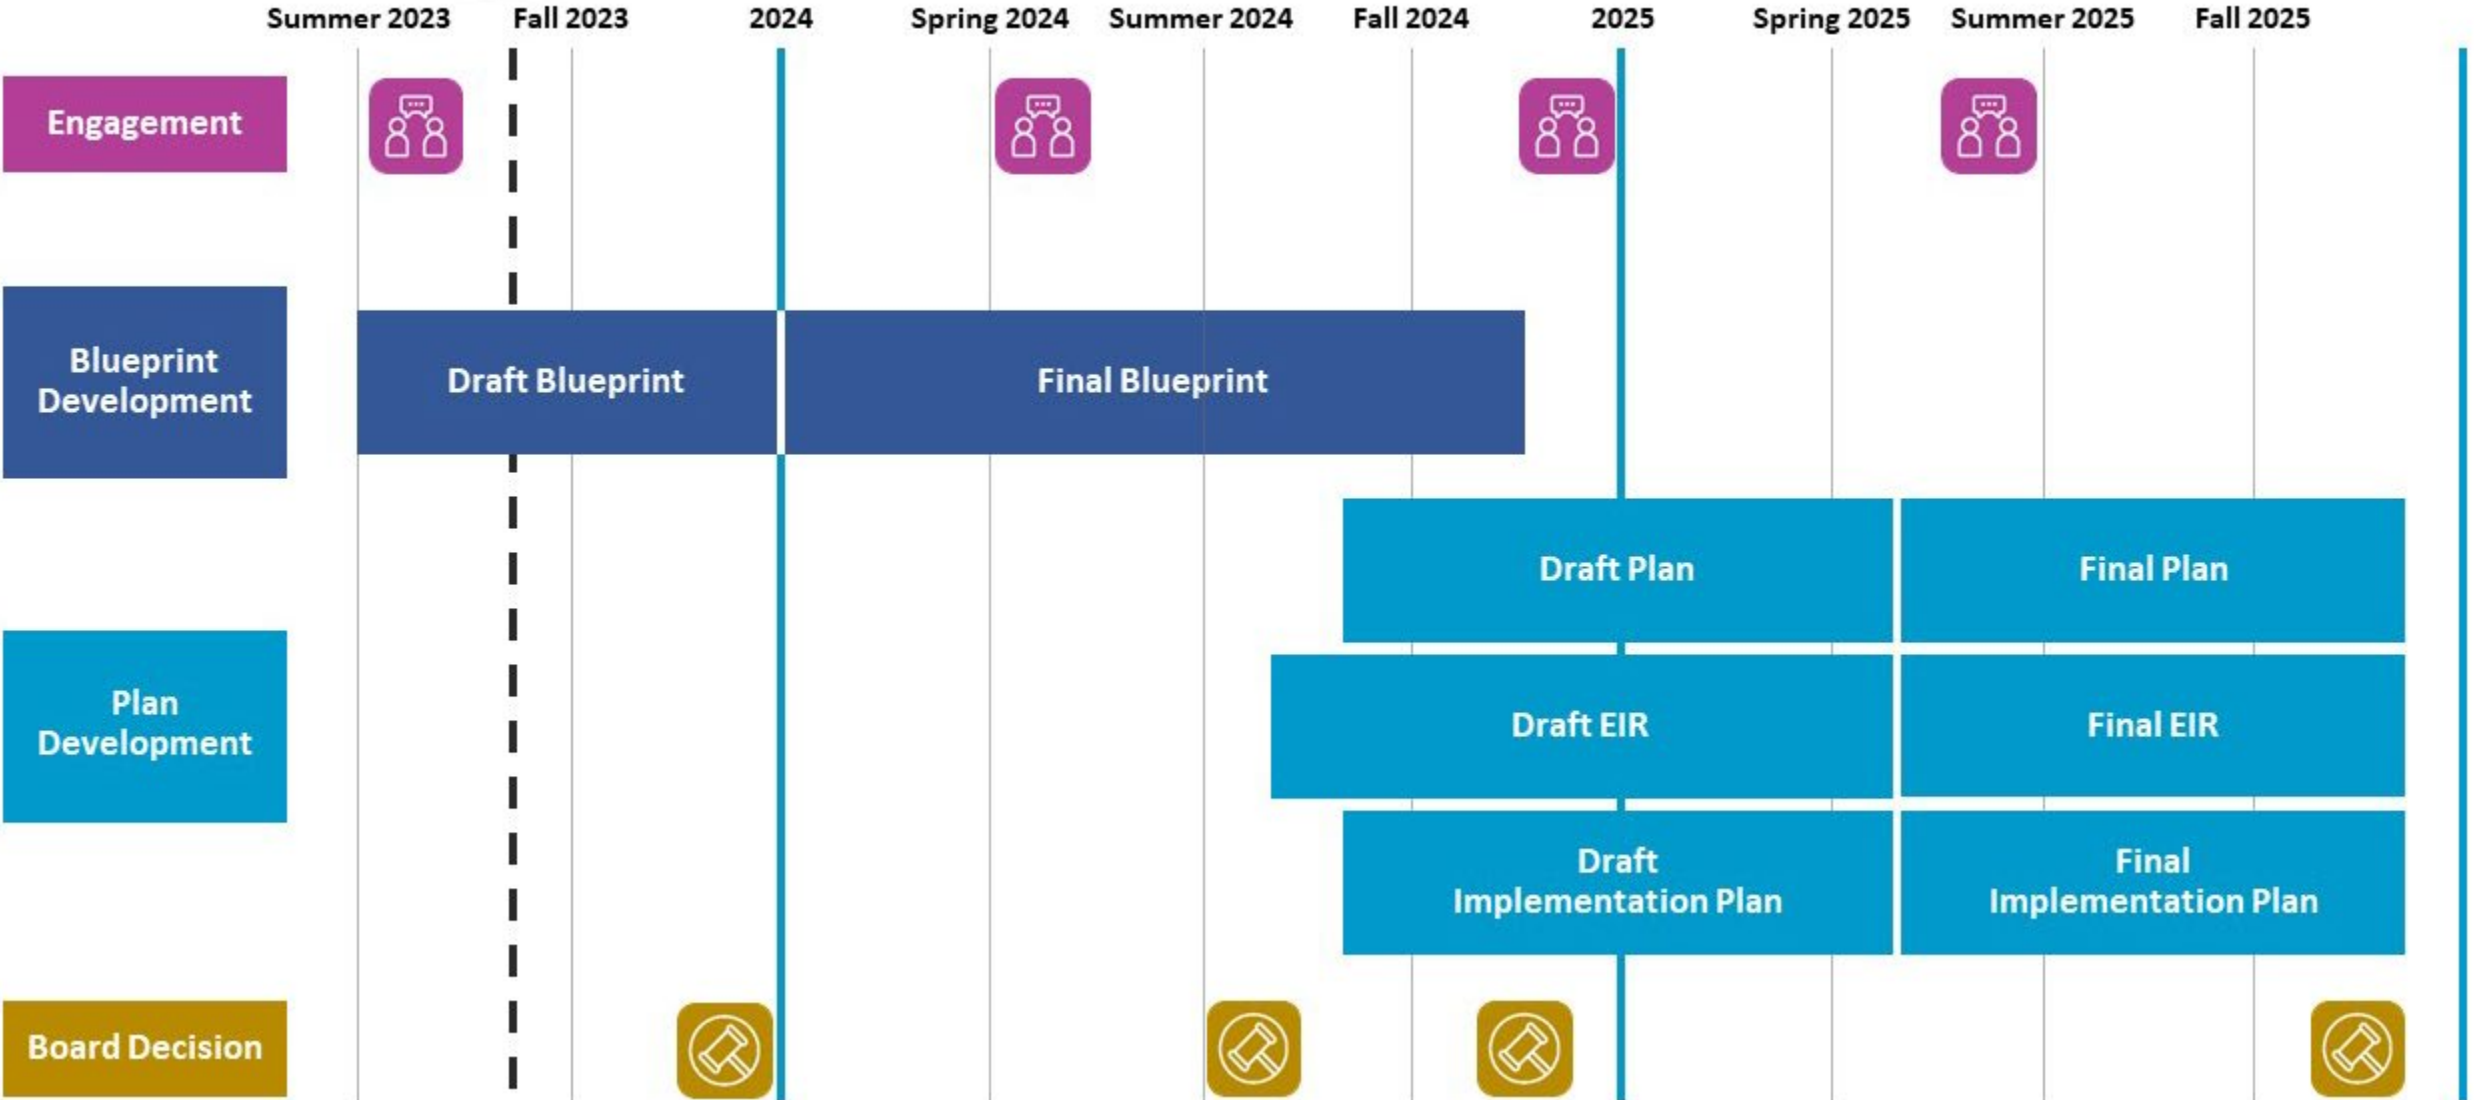 Summer 2023
Fall 2023
2024
Spring 2024
Summer 2024
Fall 2024
2025
Spring 2025
Summer 2025
Fall 2025
Engagement
Blueprint
Development
Draft Blueprint
Final Blueprint
Draft Plan
Final Plan
Plan
Development
Draft EIR
Final EIR
Draft
Implementation Plan
Final
Implementation Plan
Board Decision